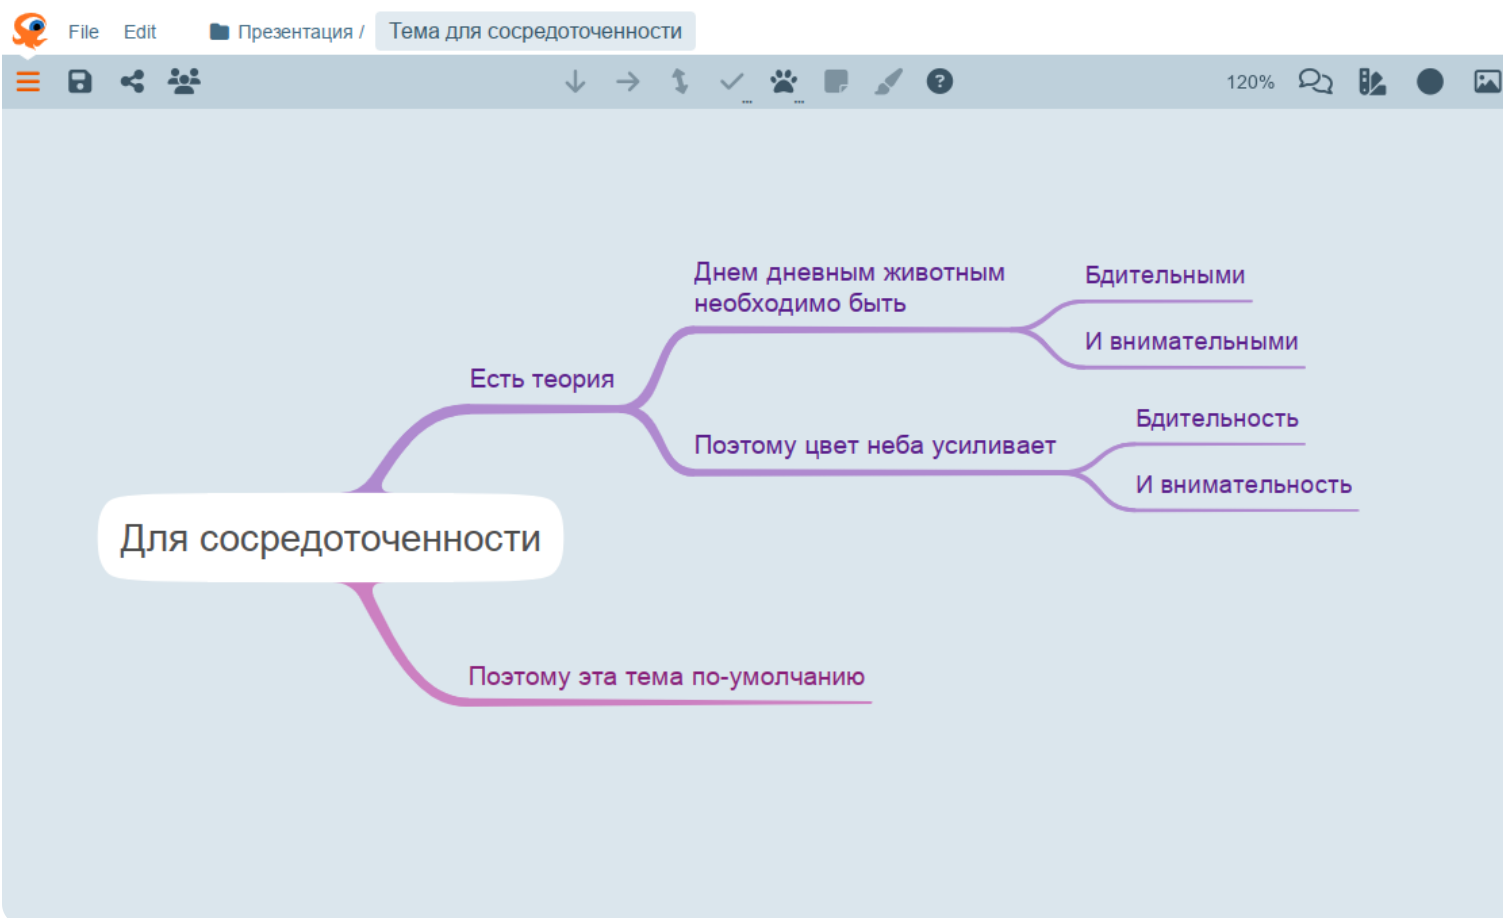 File Edit Презентация / Тема для сосредоточенности
120%
Днем дневным животным
необходимо быть
Бдительными
И внимательными
Есть теория
Поэтому цвет неба усиливает
Бдительность
И внимательность
Для сосредоточенности
Поэтому эта тема по-умолчанию